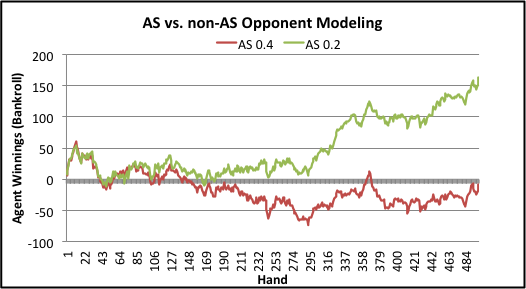 AS vs. non-AS Opponent Modeling
AS 0.4 AS 0.2
Agent Winnings (Bankroll)
200
150
100
50
0
-50
-100
1 22 43 64 85 106 127 148 169 190 211 232 253 274 295 316 337 358 379 400 421 442 463 484
Hand